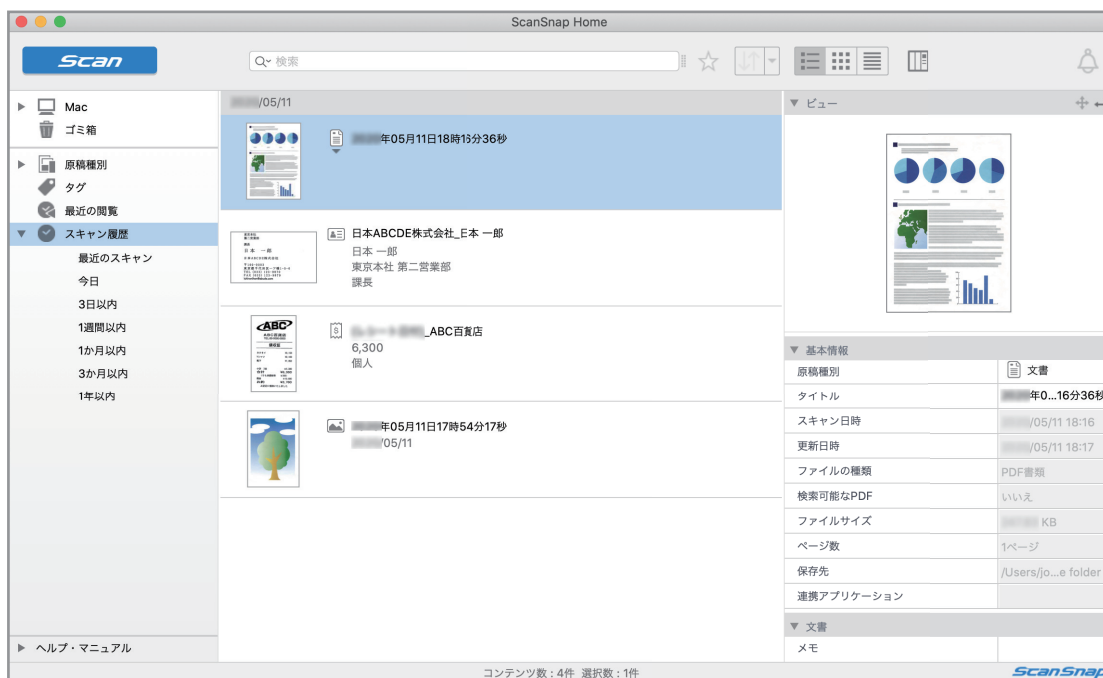 ScanSnap Home
Scan
検索
Mac
ゴミ箱
原稿種別
タグ
最近の閲覧
スキャン履歴
最近のスキャン
今日
3日以内
1週間以内
1か月以内
3か月以内
1年以内
ヘルプ・マニュアル
/05/11
年05月11日18時16分36秒
日本ABCDE株式会社_日本 一郎
日本 一郎
東京本社 第二営業部
課長
日本 一郎
ABC
領収証
_ABC百貨店
6,300
個人
年05月11日17時54分17秒
/05/11
コンテンツ数：4件 選択数：1件
ビュー
基本情報
原稿種別 文書
タイトル 年0...16分36秒
スキャン日時 /05/11 18:16
更新日時 /05/11 18:17
ファイルの種類 PDF書類
検索可能なPDF いいえ
ファイルサイズ KB
ページ数 1ページ
保存先 /Users/jo...e folder
連携アプリケーション
文書
メモ
ScanSnap